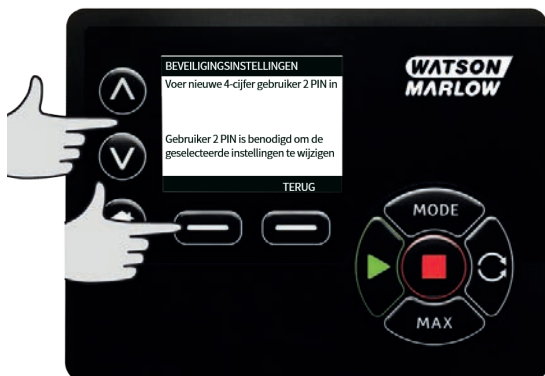 BEVEILIGINGSINSTELLINGEN
Voer nieuwe 4-cijfer gebruiker 2 PIN in
Gebruiker 2 PIN is benodigd om de
geselecteerde instellingen te wijzigen
TERUG
WATSON
MARLOW
MODE
MAX